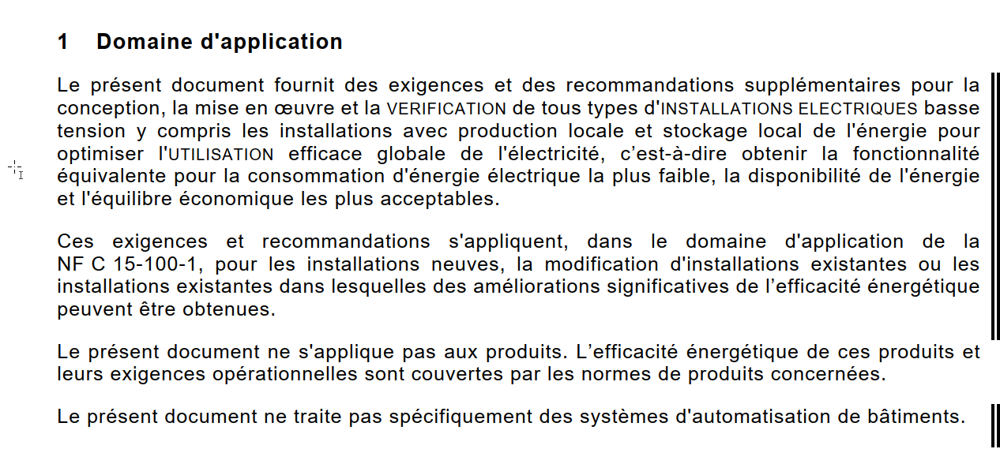 1 Domaine d'application
Le présent document fournit des exigences et des recommandations supplémentaires pour la
conception, la mise en œuvre et la VERIFICATION de tous types d'INSTALLATIONS ELECTRIQUES basse
tension y compris les installations avec production locale et stockage local de l'énergie pour
optimiser l'UTILISATION efficace globale de l'électricité, c’est-à-dire obtenir la fonctionnalité
équivalente pour la consommation d'énergie électrique la plus faible, la disponibilité de l'énergie
et l'équilibre économique les plus acceptables.
Ces exigences et recommandations s'appliquent, dans le domaine d'application de la
NF C 15-100-1, pour les installations neuves, la modification d'installations existantes ou les
installations existantes dans lesquelles des améliorations significatives de l’efficacité énergétique
peuvent être obtenues.
Le présent document ne s'applique pas aux produits. L’efficacité énergétique de ces produits et
leurs exigences opérationnelles sont couvertes par les normes de produits concernées.
Le présent document ne traite pas spécifiquement des systèmes d'automatisation de bâtiments.